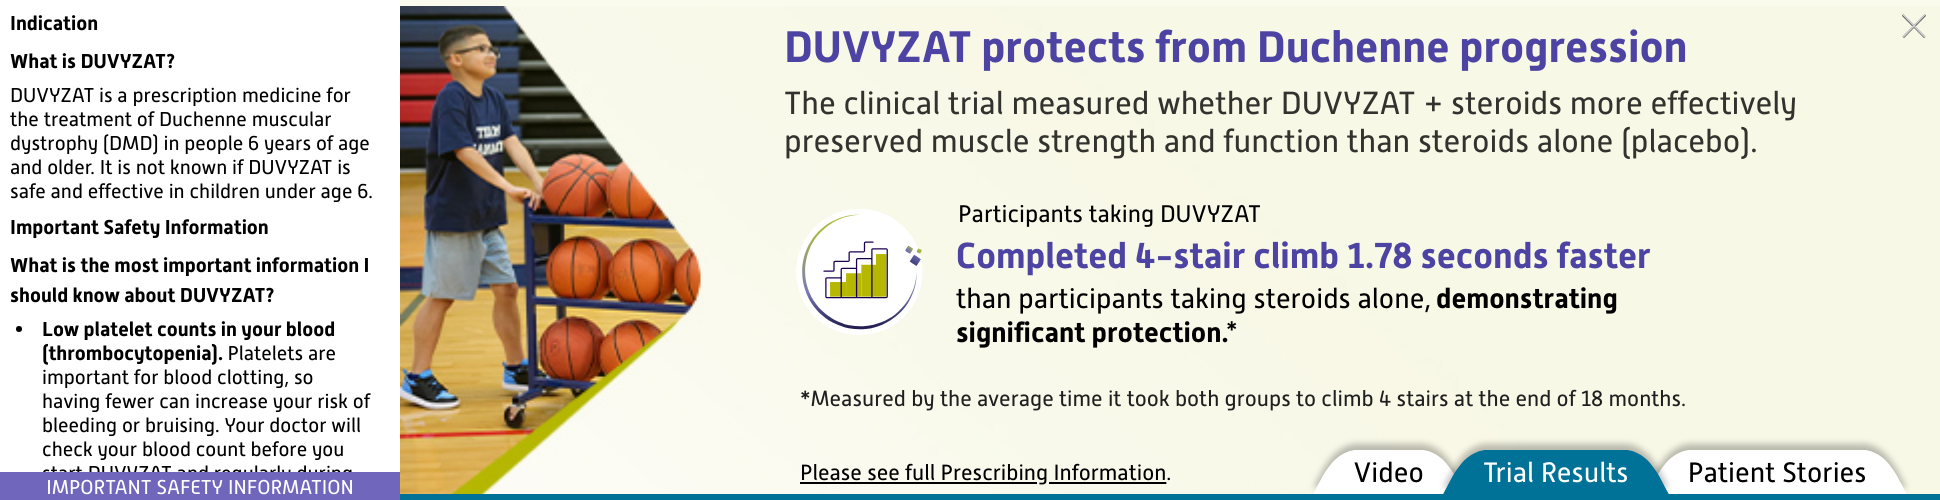 Indication
What is DUVYZAT?
DUVYZAT is a prescription medicine for
the treatment of Duchenne muscular
dystrophy (DMD) in people 6 years of age
and older. It is not known if DUVYZAT is
safe and effective in children under age 6.
Important Safety Information
What is the most important information I
should know about DUVYZAT?
• Low platelet counts in your blood
(thrombocytopenia). Platelets are
important for blood clotting, so
having fewer can increase your risk of
bleeding or bruising. Your doctor will
check your blood count before you
start DUVYZAT and regularly during
IMPORTANT SAFETY INFORMATION
TEAM
DUVYZAT protects from Duchenne progression
The clinical trial measured whether DUVYZAT + steroids more effectively
preserved muscle strength and function than steroids alone (placebo).
Participants taking DUVYZAT
Completed 4-stair climb 1.78 seconds faster
than participants taking steroids alone, demonstrating
significant protection.*
*Measured by the average time it took both groups to climb 4 stairs at the end of 18 months.
Please see full Prescribing Information.
Video
Trial Results
Patient Stories